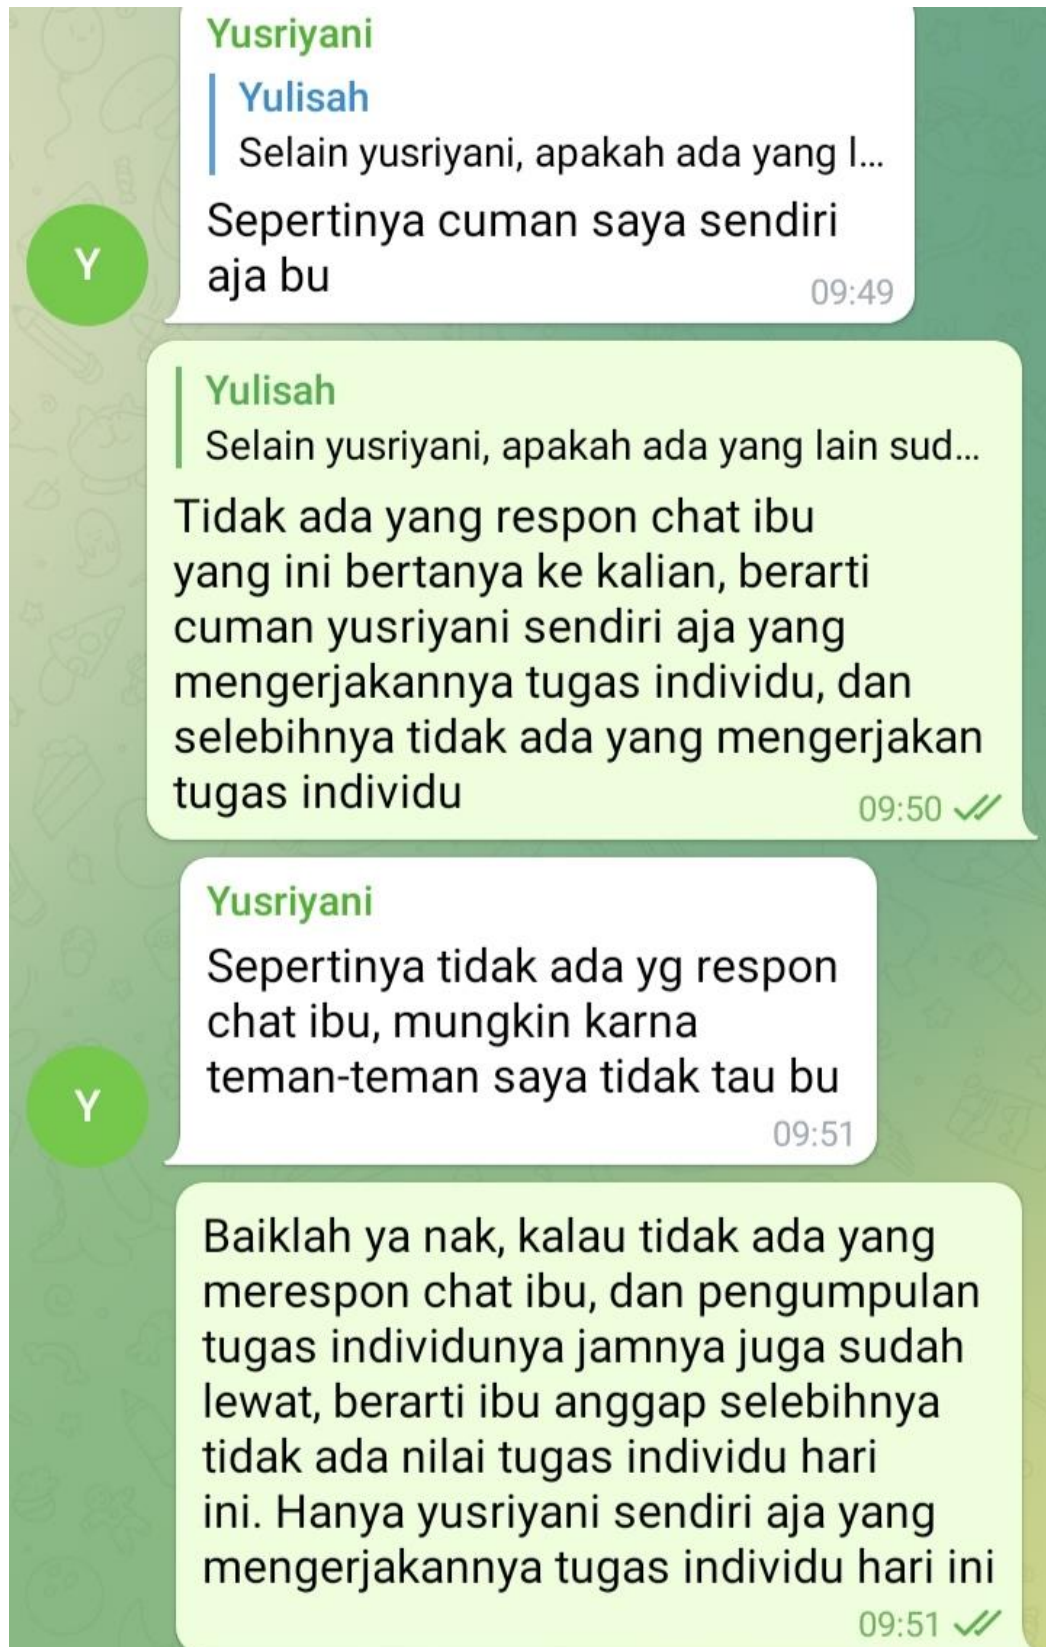 Yusriyani
Yulisah
Selain yusriyani, apakah ada yang l...
Sepertinya cuman saya sendiri
aja bu
Y
09:49
Yulisah
Selain yusriyani, apakah ada yang lain sud...
Tidak ada yang respon chat ibu
yang ini bertanya ke kalian, berarti
cuman yusriyani sendiri aja yang
mengerjakannya tugas individu, dan
selebihnya tidak ada yang mengerjakan
tugas individu
09:50
Yusriyani
Sepertinya tidak ada yg respon
chat ibu, mungkin karna
teman-teman saya tidak tau bu
Y
09:51
Baiklah ya nak, kalau tidak ada yang
merespon chat ibu, dan pengumpulan
tugas individunya jamnya juga sudah
lewat, berarti ibu anggap selebihnya
tidak ada nilai tugas individu hari
ini. Hanya yusriyani sendiri aja yang
mengerjakannya tugas individu hari ini
09:51